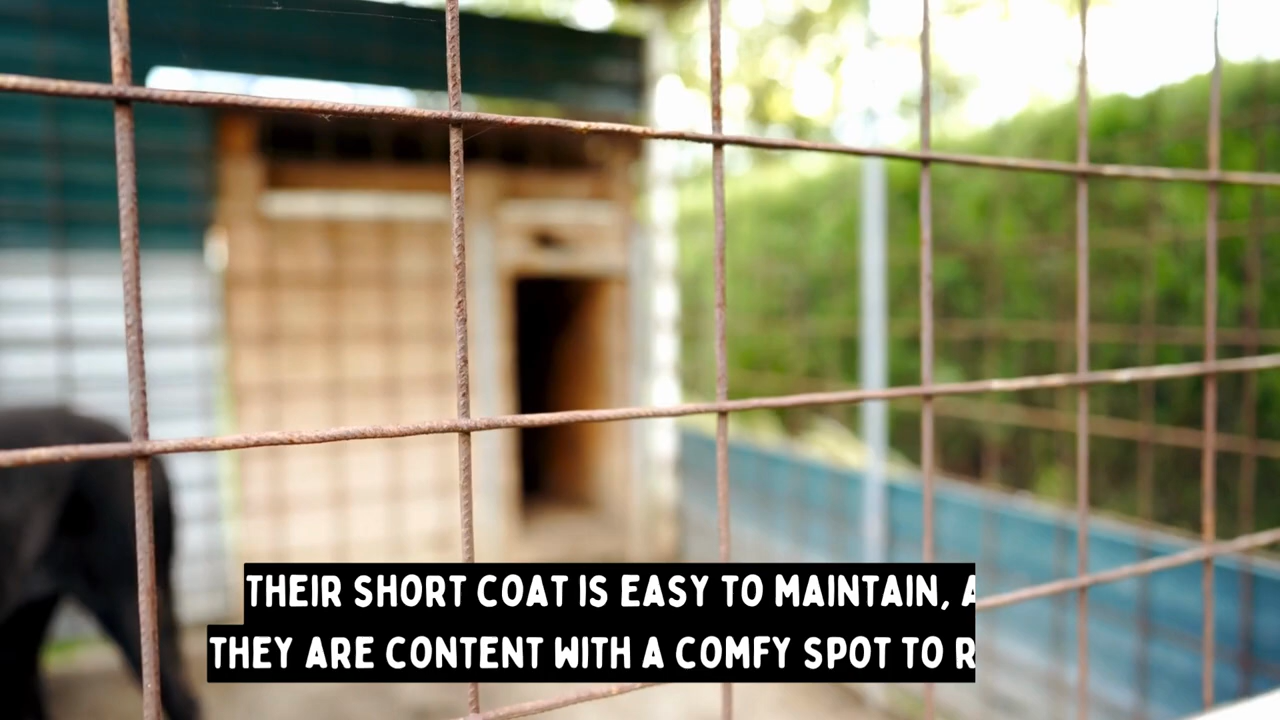 THEIR SHORT COAT IS EASY TO MAINTAIN,
THEY ARE CONTENT WITH A COMFY SPOT TO